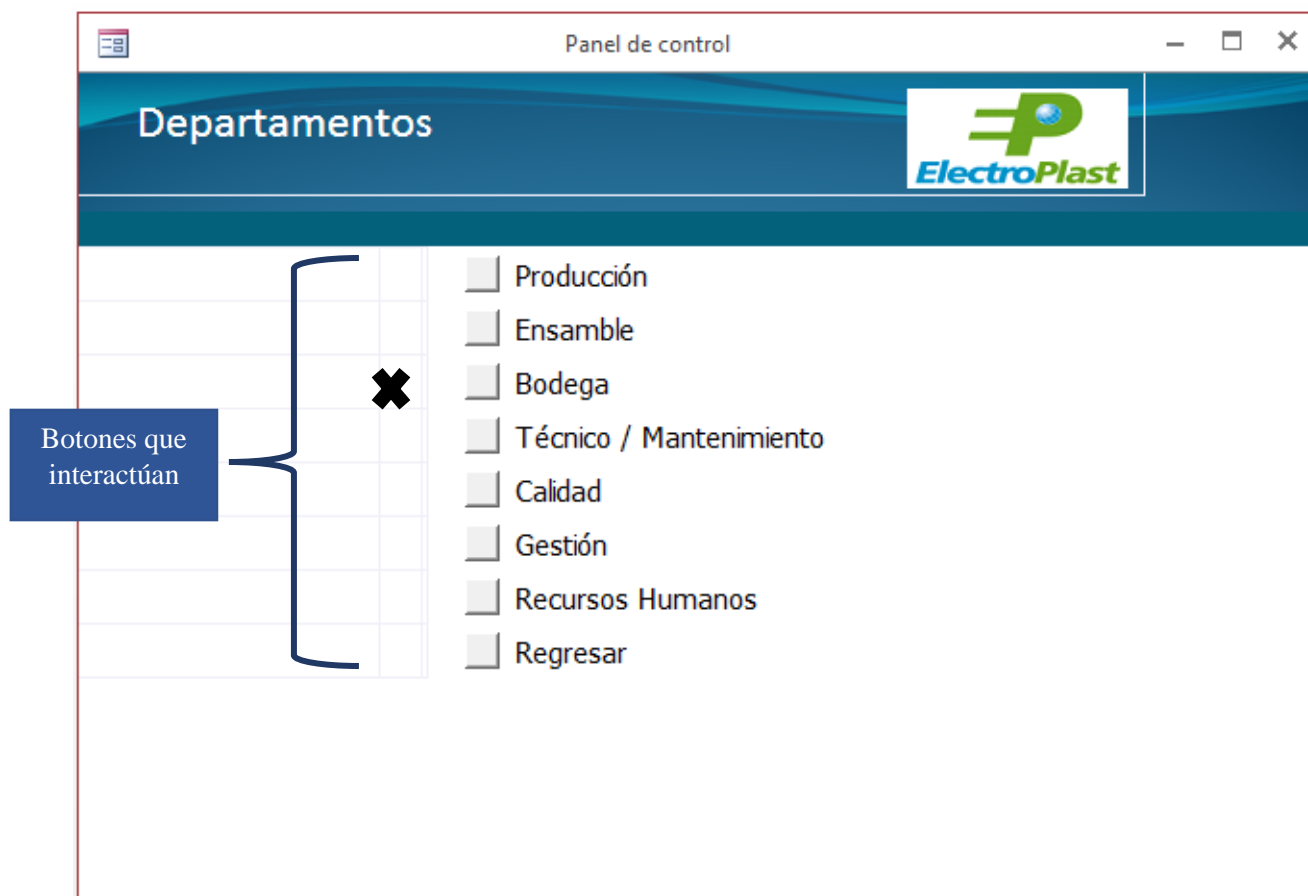 Panel de control
Departamentos
ElectroPlast
Producción
Ensamble
Bodega
Técnico / Mantenimiento
Calidad
Gestión
Recursos Humanos
Regresar
Botones que
interactúan